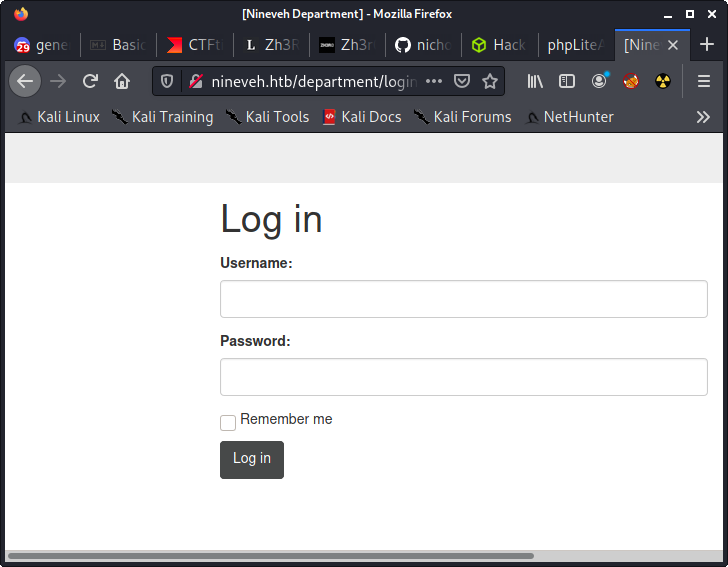 [Nineveh Department] - Mozilla Firefox
29 gene Basic CTFt L Zh3R Zh3r nicho Hack phpLiteA [Nine
nineveh.htb/department/login
Kali Linux Kali Training Kali Tools Kali Docs Kali Forums NetHunter
Log in
Username:
Password:
Remember me
Log in